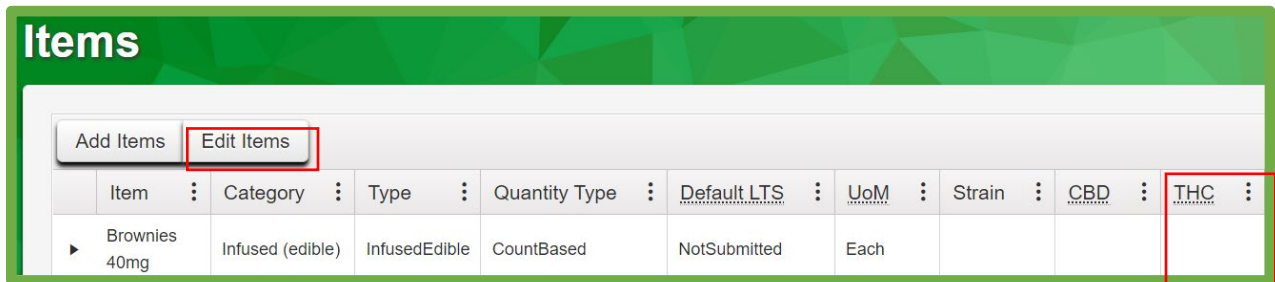 Items
Add Items Edit Items
Item Category Type Quantity Type Default LTS UoM Strain CBD THC
Brownies
40mg Infused (edible) InfusedEdible CountBased NotSubmitted Each